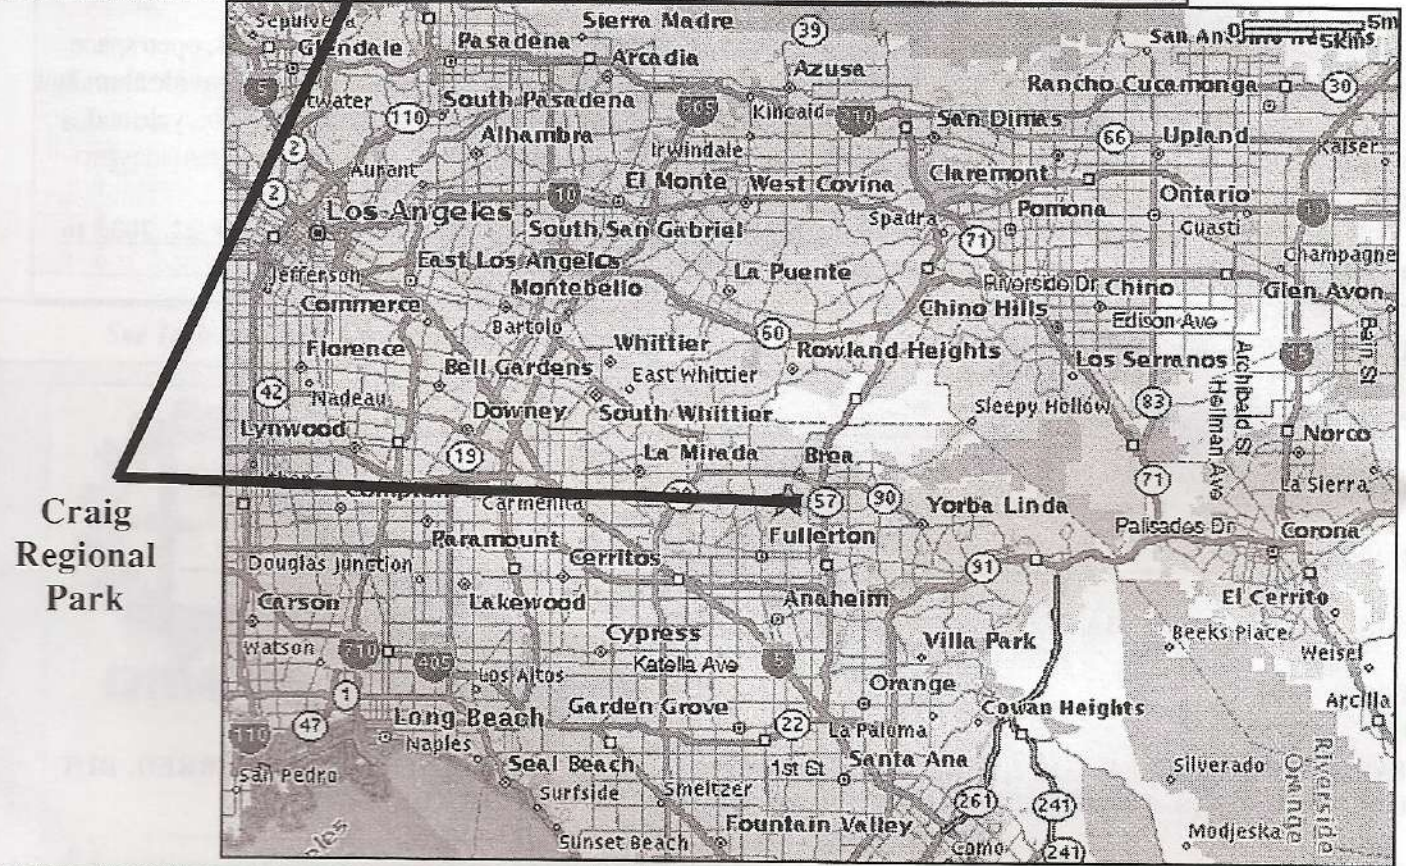 Sepulveda
Sierra Madre
39
5m
0
San Antonio Heights
5km
Glendale
Pasadena
Arcadia
Azusa
Rancho Cucamonga
30
5
110
South Pasadena
Kincaid
210
San Dimas
66
Upland
Kaiser
Alhambra
Irwindale
2
El Monte
West Covina
Claremont
Ontario
2
10
Los Angeles
Spadra
Pomona
Guasti
South San Gabriel
71
Champagne
Jefferson
East Los Angeles
La Puente
Riverside Dr
Chino
Glen Avon
Commerce
Montebello
Chino Hills
Edison Ave
Bartolo
60
Bain St
Florence
Whittier
Rowland Heights
Los Serranos
15
Bell Gardens
East Whittier
Archibad St
Hellman Ave
42
Nadeau
Downey
South Whittier
Sleepy Hollow
83
Lynwood
19
La Mirada
Brea
Norco
71
La Sierra
Craig
Regional
Park
Compton
Carmenita
57
90
Yorba Linda
Palisades Dr
Corona
Paramount
Fullerton
Cerritos
91
Douglas Junction
Carson
Lakewood
Anaheim
El Cerrito
Watson
710
405
Cypress
Villa Park
Beeks Place
Weisel
Katella Ave
5
Los Altos
1
Orange
Arcilla
47
Long Beach
Garden Grove
22
Cowan Heights
110
Naples
La Paloma
San Pedro
Seal Beach
1st St
Santa Ana
Silverado
Riverside
Orange
Surfside
Smeltzer
261
241
Fountain Valley
Modjeska
Sunset Beach
Como
241